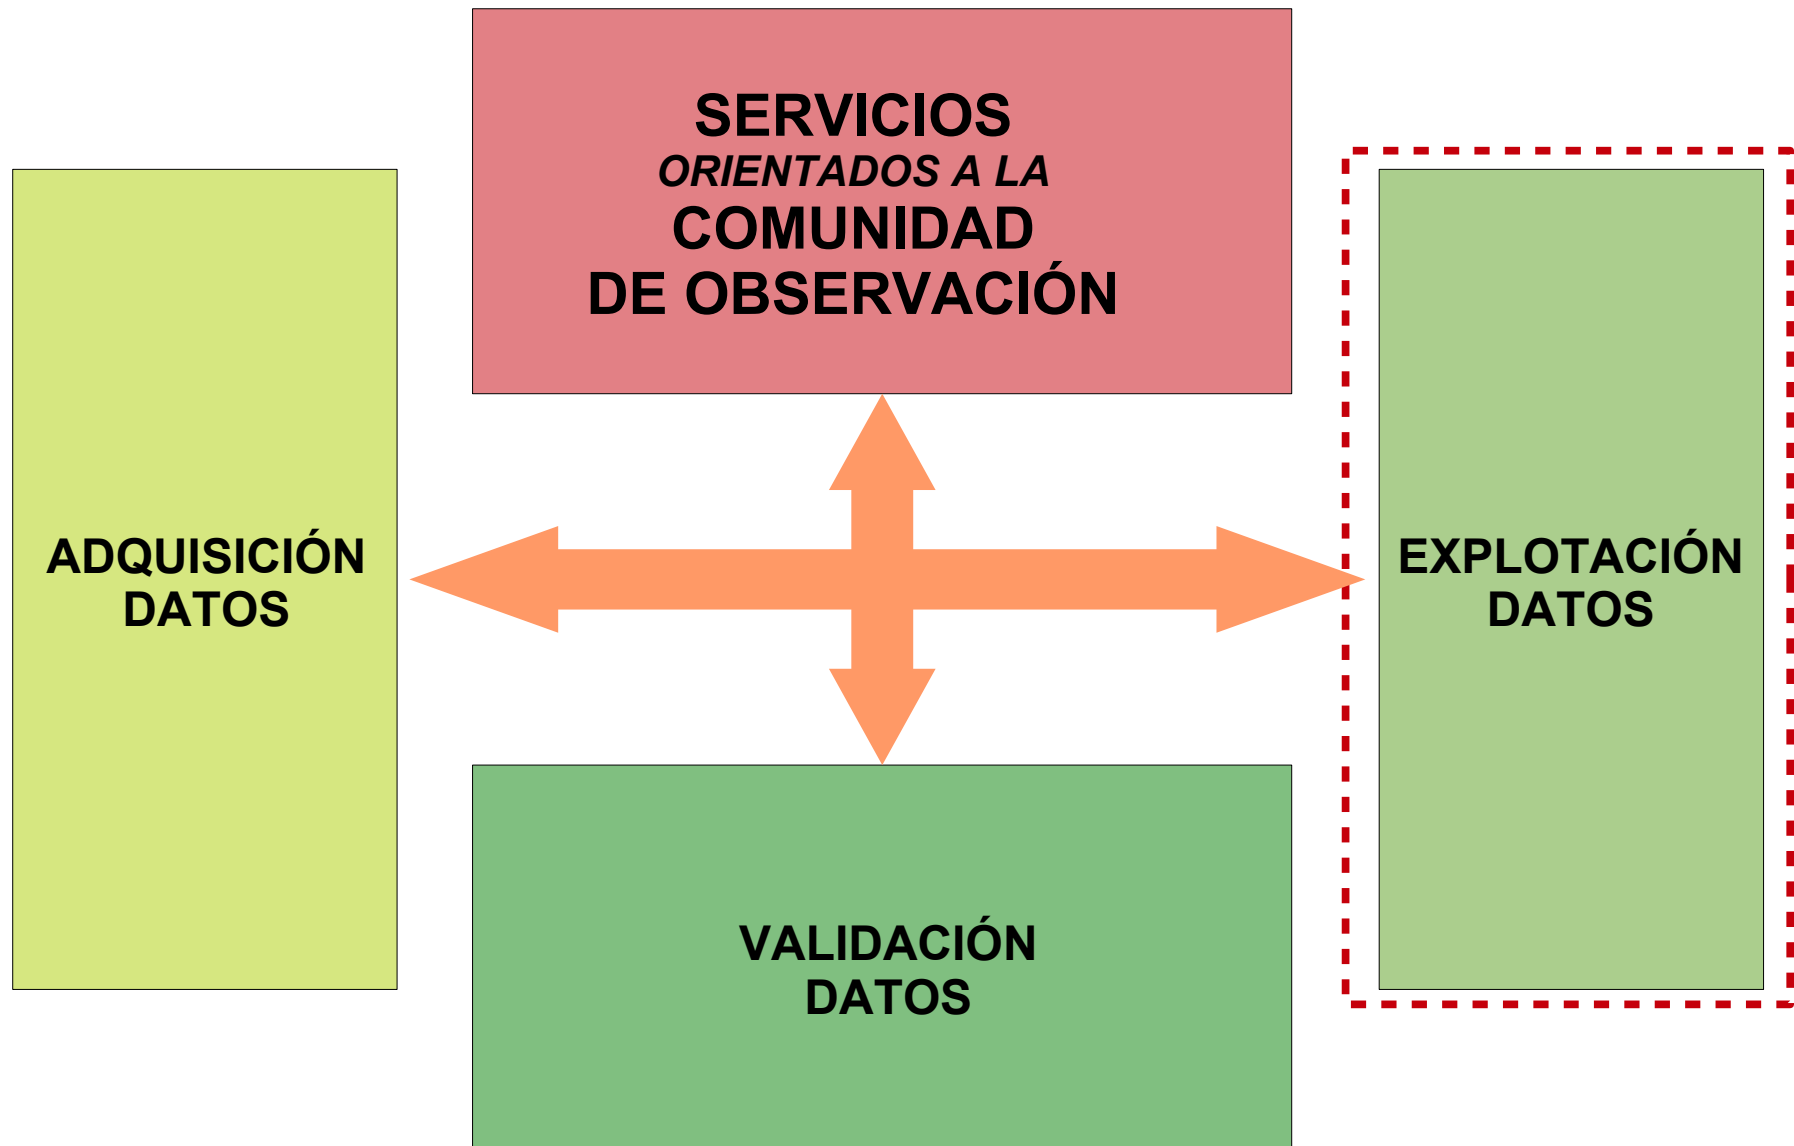 SERVICIOS
ORIENTADOS A LA
COMUNIDAD
DE OBSERVACIÓN
ADQUISICIÓN
DATOS
EXPLOTACIÓN
DATOS
VALIDACIÓN
DATOS